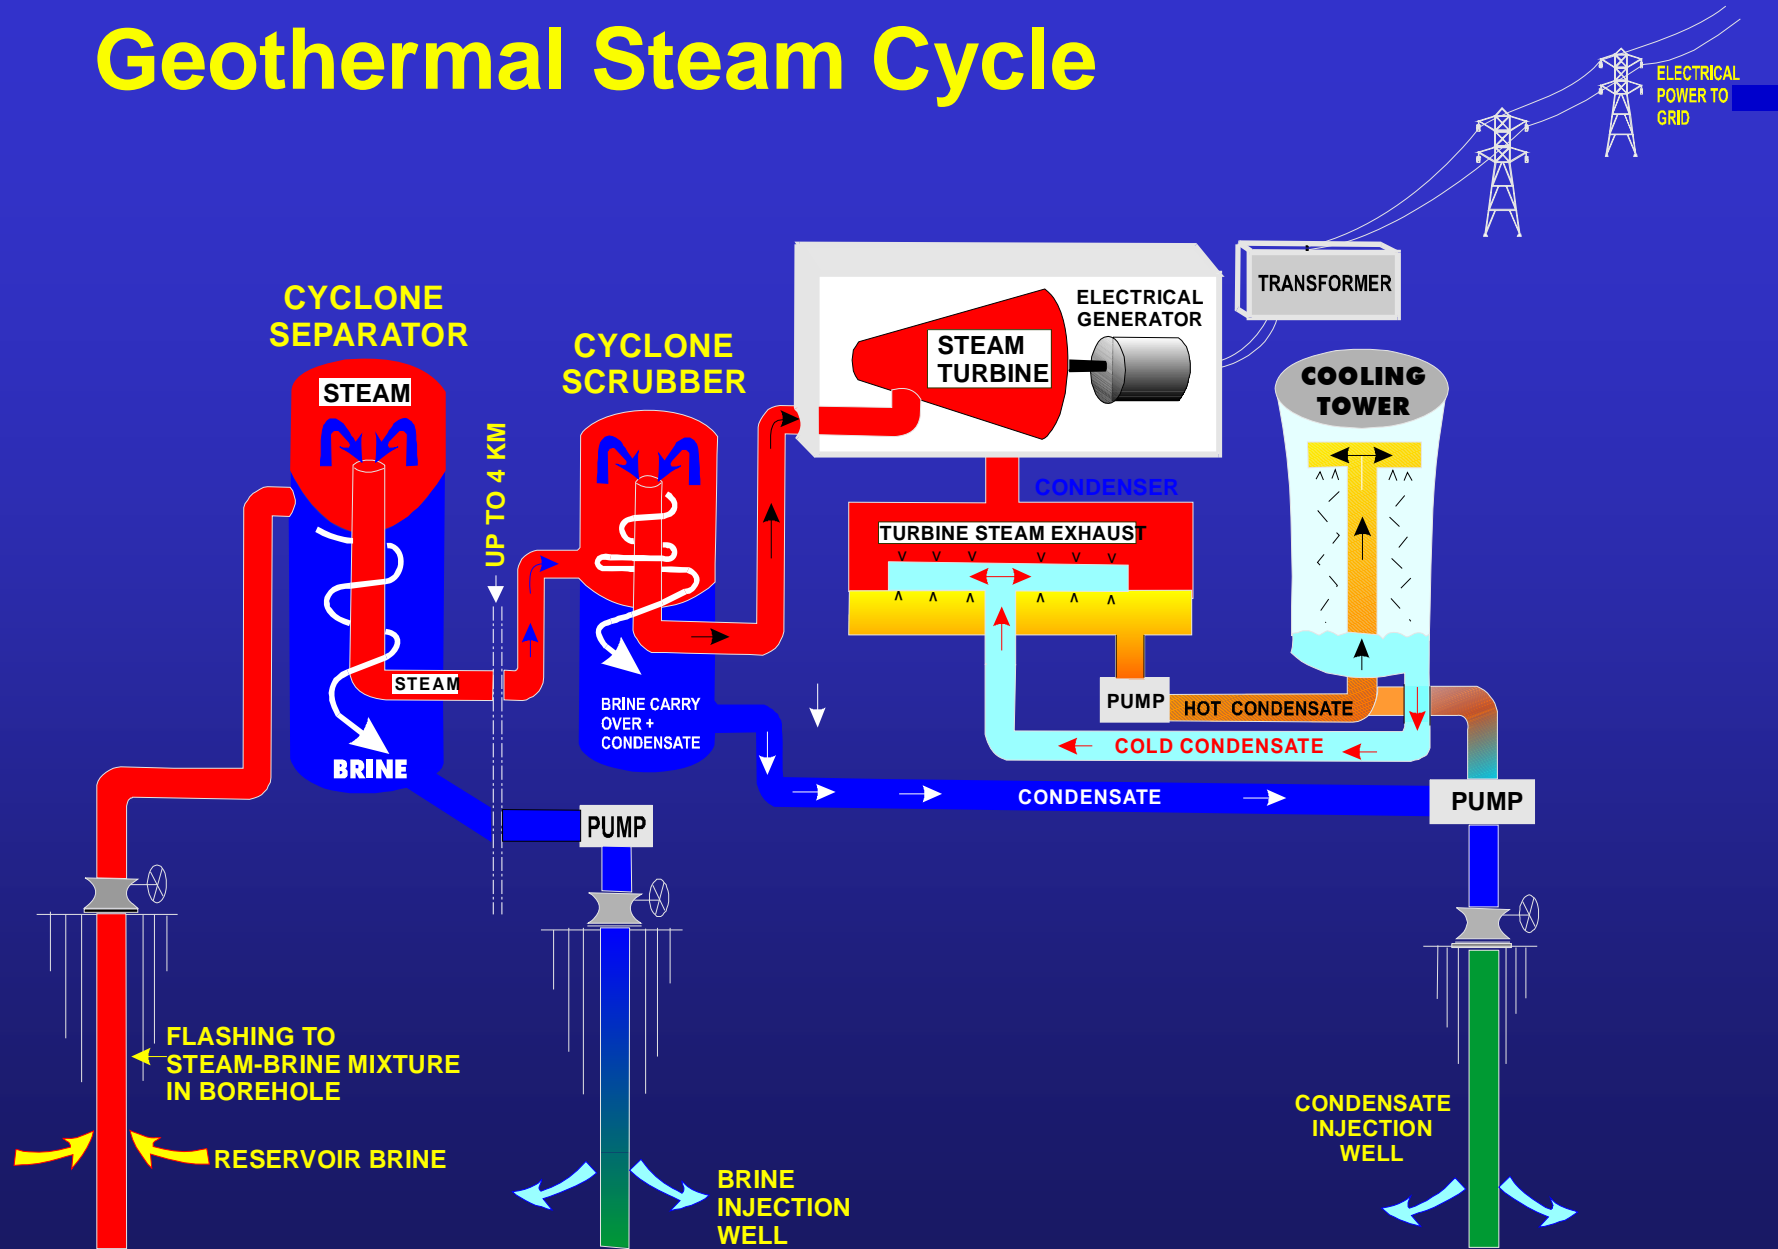 Geothermal Steam Cycle
ELECTRICAL
POWER TO
GRID
TRANSFORMER
CYCLONE
SEPARATOR
STEAM
CYCLONE
SCRUBBER
UP TO 4 KM
ELECTRICAL
GENERATOR
STEAM
TURBINE
COOLING
TOWER
CONDENSER
TURBINE STEAM EXHAUST
STEAM
BRINE
BRINE CARRY
OVER +
CONDENSATE
PUMP
HOT CONDENSATE
COLD CONDENSATE
CONDENSATE
PUMP
PUMP
FLASHING TO
STEAM-BRINE MIXTURE
IN BOREHOLE
RESERVOIR BRINE
BRINE
INJECTION
WELL
CONDENSATE
INJECTION
WELL